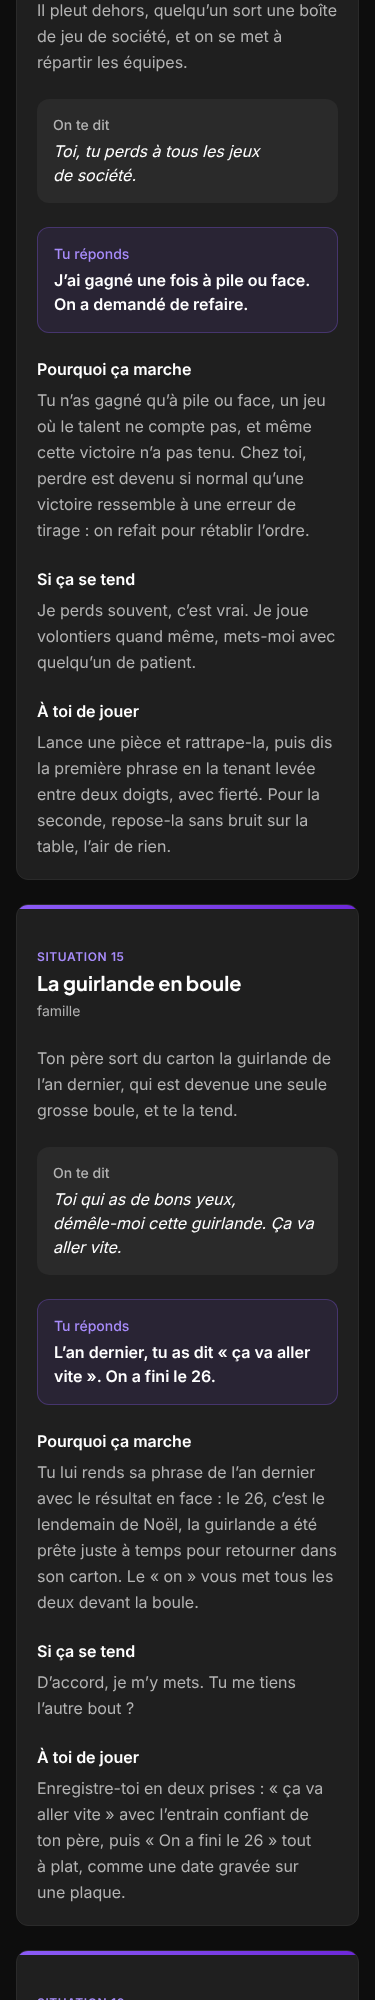 Il pleut dehors, quelqu’un sort une boîte
de jeu de société, et on se met à
répartir les équipes.
On te dit
Toi, tu perds à tous les jeux
de société.
Tu réponds
J’ai gagné une fois à pile ou face.
On a demandé de refaire.
Pourquoi ça marche
Tu n’as gagné qu’à pile ou face, un jeu
où le talent ne compte pas, et même
cette victoire n’a pas tenu. Chez toi,
perdre est devenu si normal qu’une
victoire ressemble à une erreur de
tirage : on refait pour rétablir l’ordre.
Si ça se tend
Je perds souvent, c’est vrai. Je joue
volontiers quand même, mets-moi avec
quelqu’un de patient.
À toi de jouer
Lance une pièce et rattrape-la, puis dis
la première phrase en la tenant levée
entre deux doigts, avec fierté. Pour la
seconde, repose-la sans bruit sur la
table, l’air de rien.
SITUATION 15
La guirlande en boule
famille
Ton père sort du carton la guirlande de
l’an dernier, qui est devenue une seule
grosse boule, et te la tend.
On te dit
Toi qui as de bons yeux,
démêle-moi cette guirlande. Ça va
aller vite.
Tu réponds
L’an dernier, tu as dit « ça va aller
vite ». On a fini le 26.
Pourquoi ça marche
Tu lui rends sa phrase de l’an dernier
avec le résultat en face : le 26, c’est le
lendemain de Noël, la guirlande a été
prête juste à temps pour retourner dans
son carton. Le « on » vous met tous les
deux devant la boule.
Si ça se tend
D’accord, je m’y mets. Tu me tiens
l’autre bout ?
À toi de jouer
Enregistre-toi en deux prises : « ça va
aller vite » avec l’entrain confiant de
ton père, puis « On a fini le 26 » tout
à plat, comme une date gravée sur
une plaque.